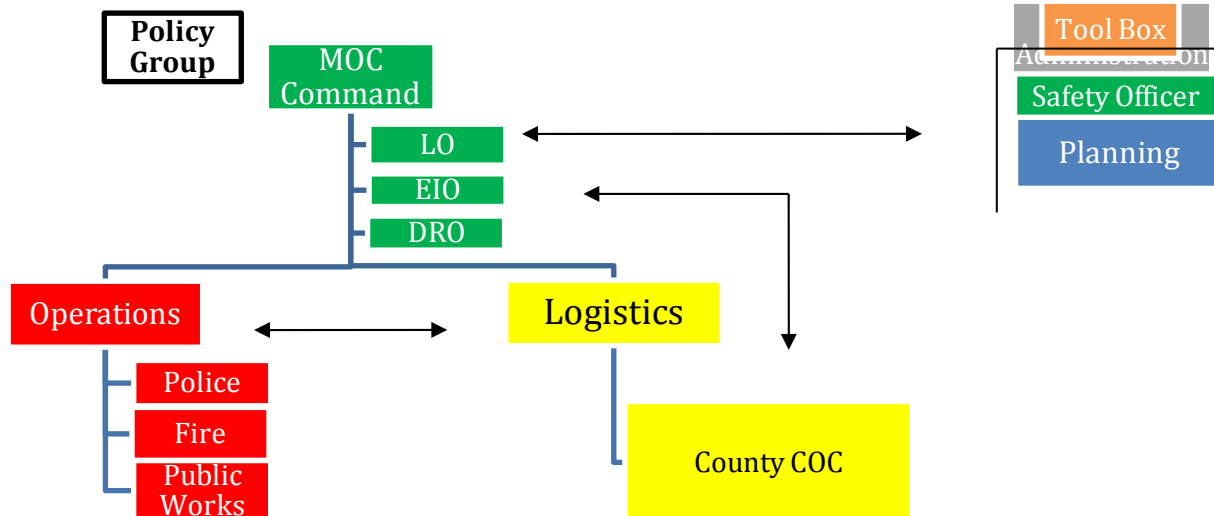 Policy
Group
MOC
Command
LO
EIO
DRO
Operations
Logistics
Police
Fire
Public
Works
County COC
Tool Box
Administration
Safety Officer
Planning